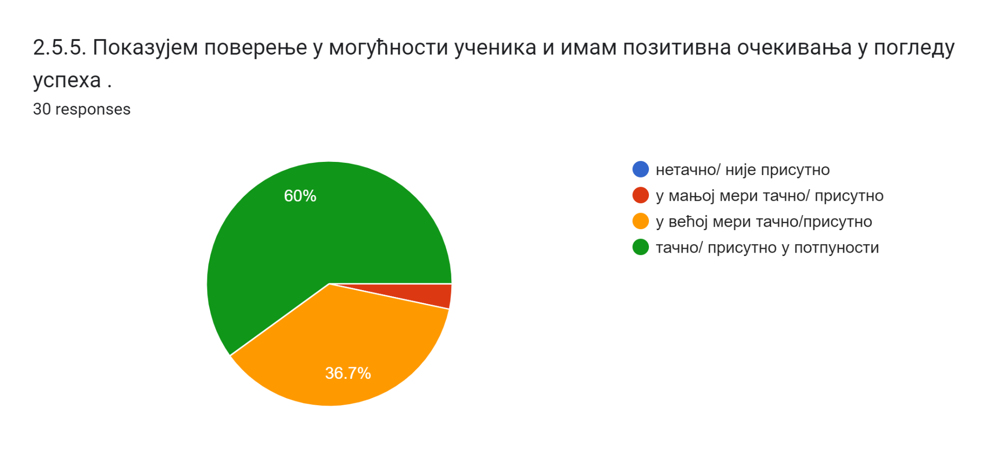 2.5.5. Показујем поверење у могућности ученика и имам позитивна очекивања у погледу
успеха .
30 responses
60%
36.7%
нетачно/ није присутно
у мањој мери тачно/ присутно
у већој мери тачно/присутно
тачно/ присутно у потпуности